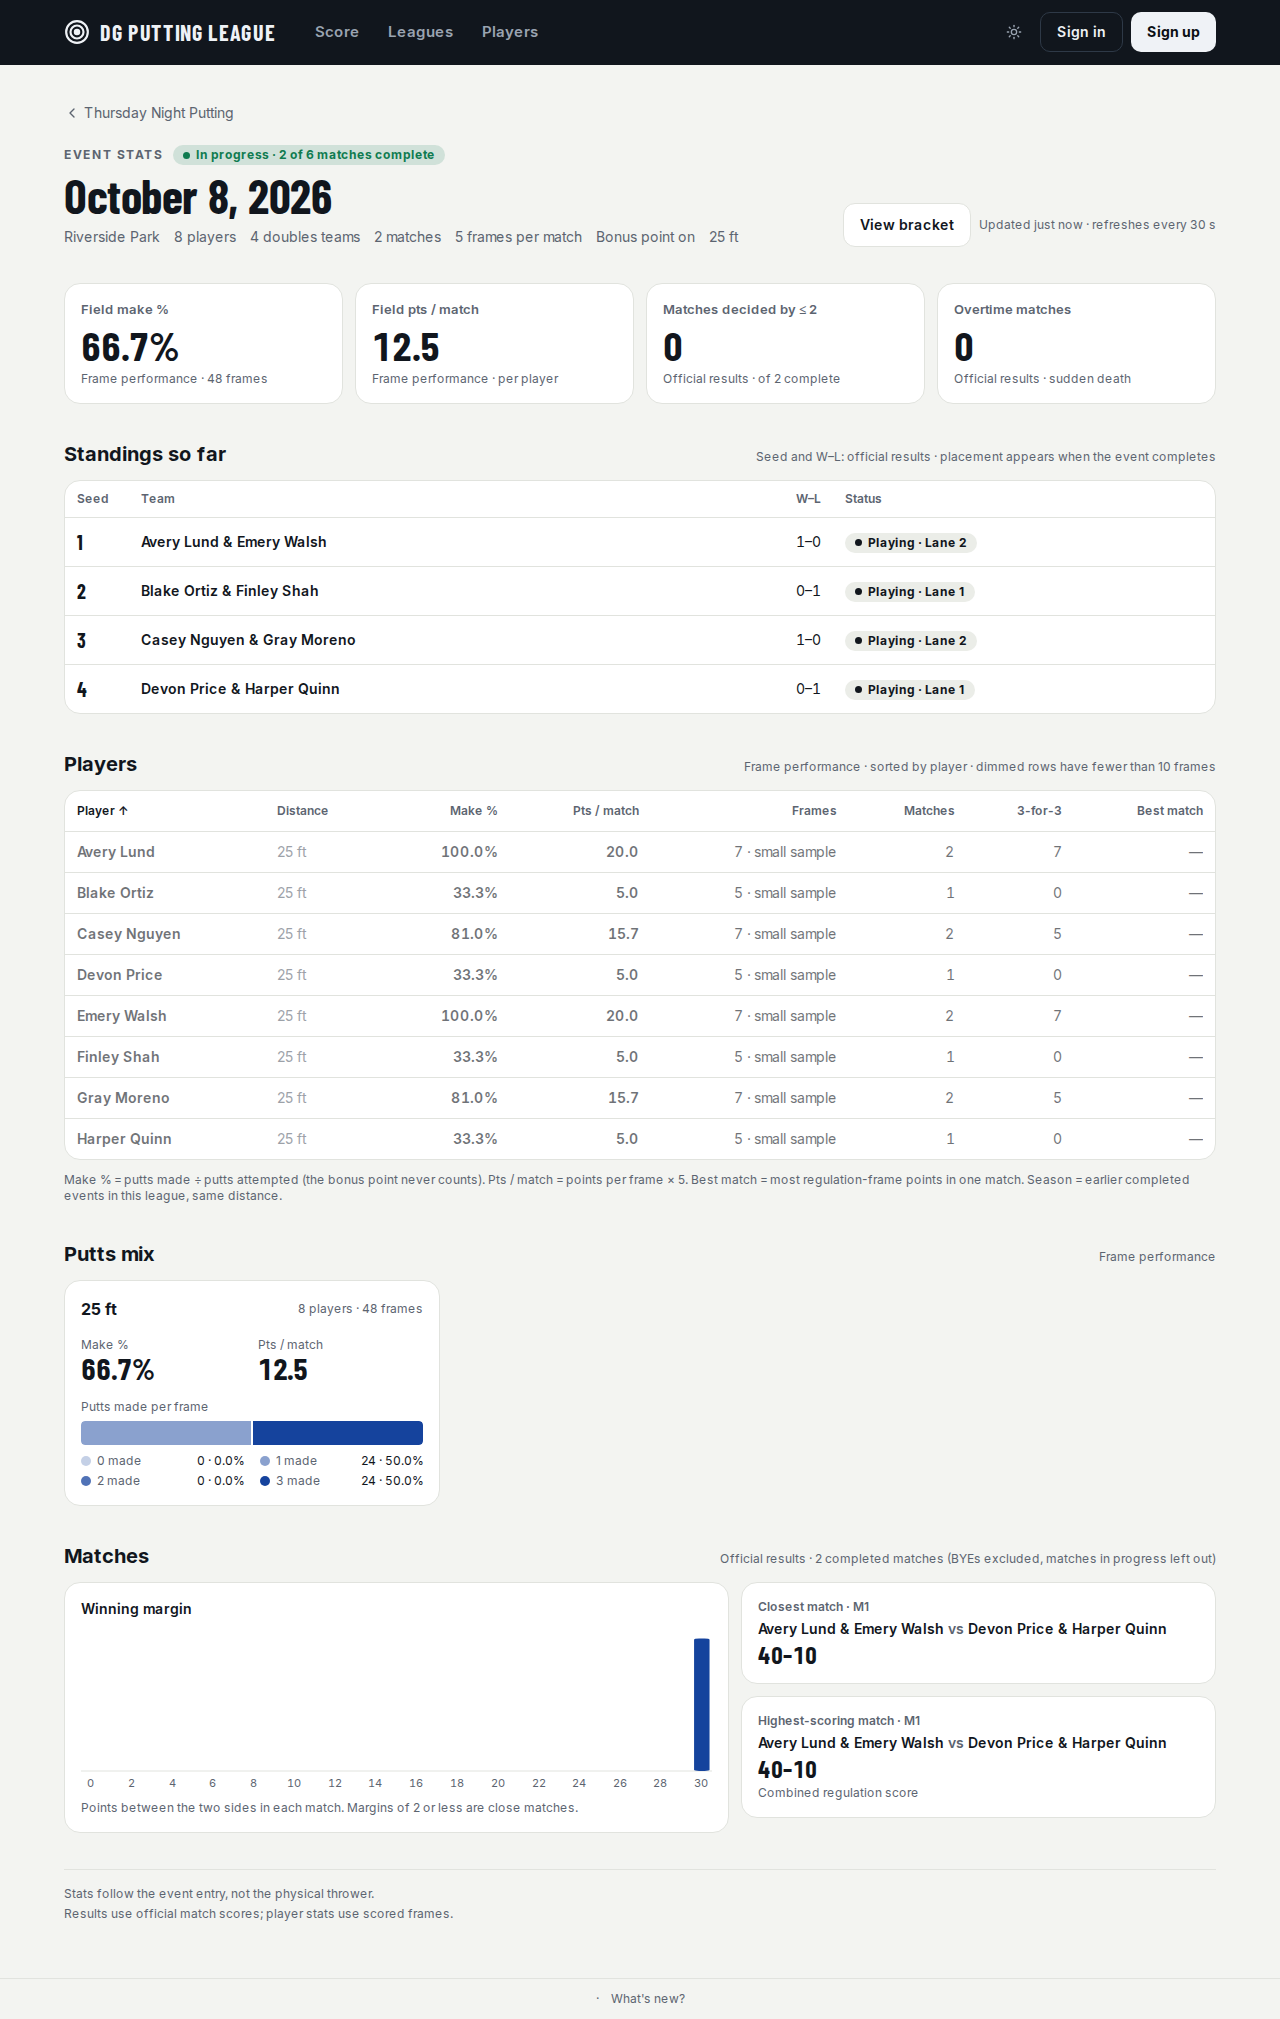 DG PUTTING LEAGUE Score Leagues Players Sign in Sign up
Thursday Night Putting
EVENT STATS In progress · 2 of 6 matches complete
October 8, 2026
Riverside Park 8 players 4 doubles teams 2 matches 5 frames per match Bonus point on 25 ft
View bracket Updated just now · refreshes every 30 s
Field make % Field pts / match Matches decided by ≤ 2 Overtime matches
66.7% 12.5 0 0
Frame performance · 48 frames Frame performance · per player Official results · of 2 complete Official results · sudden death
Standings so far Seed and W–L: official results · placement appears when the event completes
Seed Team W–L Status
1 Avery Lund & Emery Walsh 1–0 Playing · Lane 2
2 Blake Ortiz & Finley Shah 0–1 Playing · Lane 1
3 Casey Nguyen & Gray Moreno 1–0 Playing · Lane 2
4 Devon Price & Harper Quinn 0–1 Playing · Lane 1
Players Frame performance · sorted by player · dimmed rows have fewer than 10 frames
Player ↑ Distance Make % Pts / match Frames Matches 3-for-3 Best match
Avery Lund 25 ft 100.0% 20.0 7 · small sample 2 7 —
Blake Ortiz 25 ft 33.3% 5.0 5 · small sample 1 0 —
Casey Nguyen 25 ft 81.0% 15.7 7 · small sample 2 5 —
Devon Price 25 ft 33.3% 5.0 5 · small sample 1 0 —
Emery Walsh 25 ft 100.0% 20.0 7 · small sample 2 7 —
Finley Shah 25 ft 33.3% 5.0 5 · small sample 1 0 —
Gray Moreno 25 ft 81.0% 15.7 7 · small sample 2 5 —
Harper Quinn 25 ft 33.3% 5.0 5 · small sample 1 0 —
Make % = putts made ÷ putts attempted (the bonus point never counts). Pts / match = points per frame × 5. Best match = most regulation-frame points in one match. Season = earlier completed
events in this league, same distance.
Putts mix Frame performance
25 ft 8 players · 48 frames
Make % Pts / match
66.7% 12.5
Putts made per frame
0 made 0 · 0.0% 1 made 24 · 50.0%
2 made 0 · 0.0% 3 made 24 · 50.0%
Matches Official results · 2 completed matches (BYEs excluded, matches in progress left out)
Winning margin
0 2 4 6 8 10 12 14 16 18 20 22 24 26 28 30
Points between the two sides in each match. Margins of 2 or less are close matches.
Closest match · M1
Avery Lund & Emery Walsh vs Devon Price & Harper Quinn
40–10
Highest-scoring match · M1
Avery Lund & Emery Walsh vs Devon Price & Harper Quinn
40–10
Combined regulation score
Stats follow the event entry, not the physical thrower.
Results use official match scores; player stats use scored frames.
· What's new?